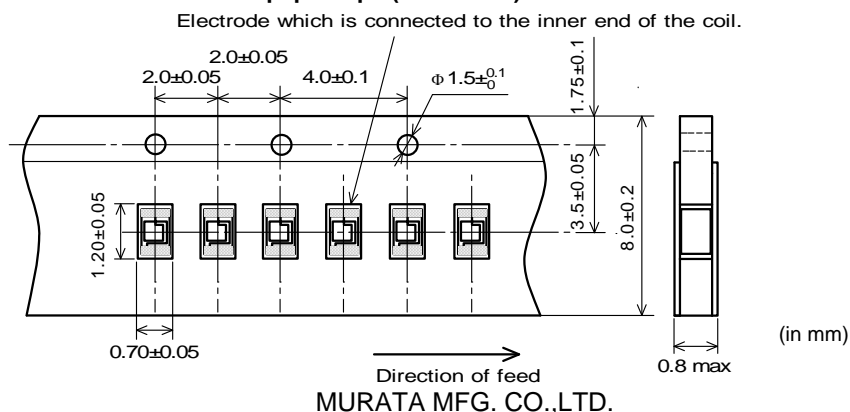 Electrode which is connected to the inner end of the coil.
2.0±0.05
2.0±0.05
4.0±0.1
Φ 1.5±0.1 0
1.75±0.1
3.5±0.05
8.0±0.2
1.20±0.05
0.70±0.05
0.8 max
(in mm)
Direction of feed
MURATA MFG. CO.,LTD.